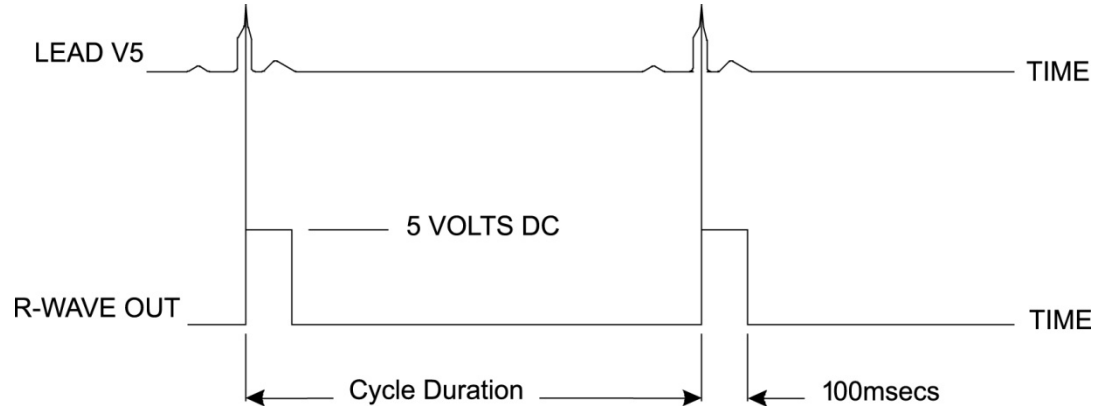 LEAD V5
TIME
5 VOLTS DC
R-WAVE OUT
TIME
Cycle Duration
100msecs